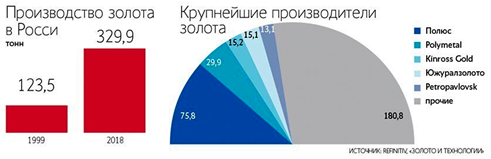 Производство золота
в Росси
тонн
329,9
123,5
1999
2018
Крупнейшие производители
золота
75,8
29,9
15,2
15,1
13,1
180,8
Полюс
Polymetal
Kinross Gold
Южуралзолото
Petropavlovsk
прочие
ИСТОЧНИК: REFINITIV, «ЗОЛОТО И ТЕХНОЛОГИИ»